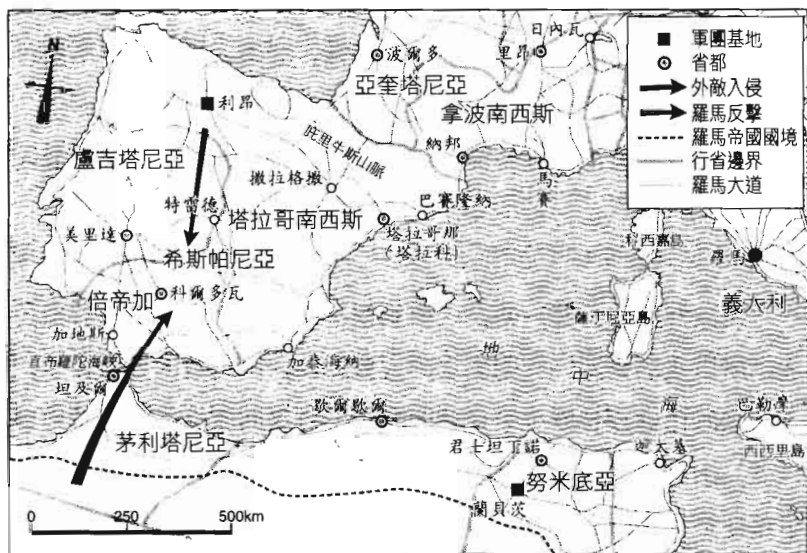 N
日內瓦
波爾多
里昂
亞奎塔尼亞
拿波南西斯
軍團基地
省都
外敵入侵
羅馬反擊
羅馬帝國國境
行省邊界
羅馬大道
利昂
庇里牛斯山脈
納邦
馬賽
盧吉塔尼亞
撒拉格撒
巴賽隆納
特雷德
塔拉哥南西斯
塔拉哥那
(塔拉科)
美里達
希斯帕尼亞
科西嘉島
羅馬
義大利
倍帝加
科爾多瓦
薩丁尼亞島
加地斯
直布羅陀海峽
加泰海納
地中海
坦及爾
歇爾歇爾
巴勒摩
西西里島
茅利塔尼亞
君士坦丁諾
迦太基
努米底亞
蘭貝茨
0 250 500km